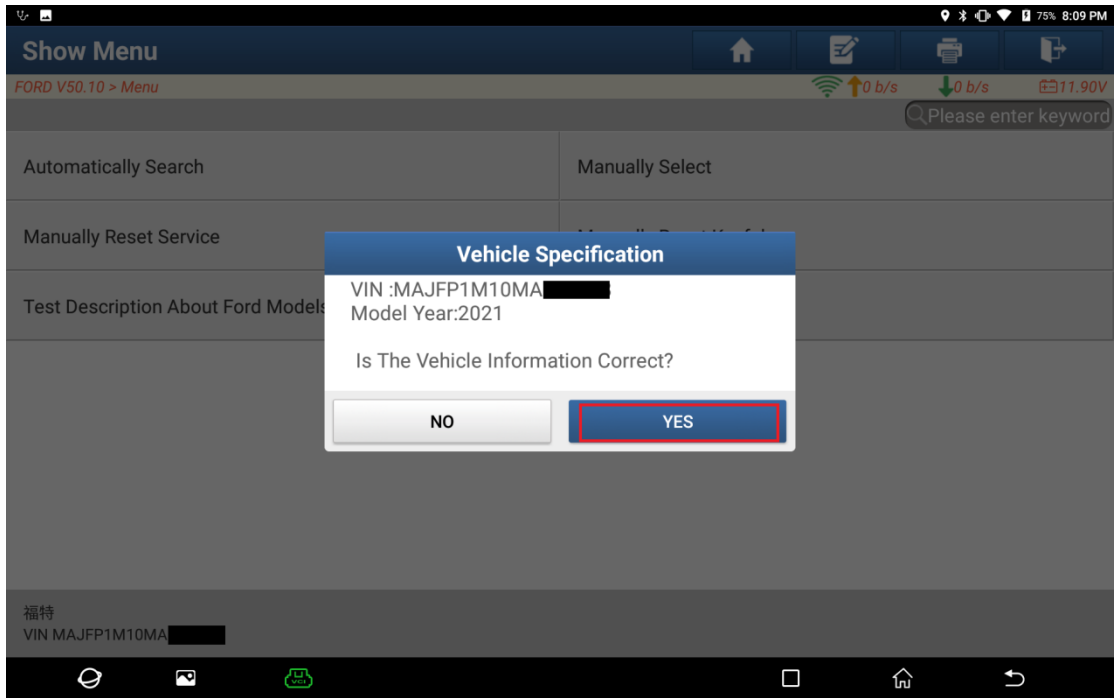 75% 8:09 PM
Show Menu
FORD V50.10 > Menu
0 b/s
0 b/s
11.90V
Please enter keyword
Automatically Search
Manually Select
Manually Reset Service
Vehicle Specification
VIN :MAJFP1M10MA
Model Year:2021
Test Description About Ford Models
Is The Vehicle Information Correct?
NO
YES
福特
VIN MAJFP1M10MA
VCI